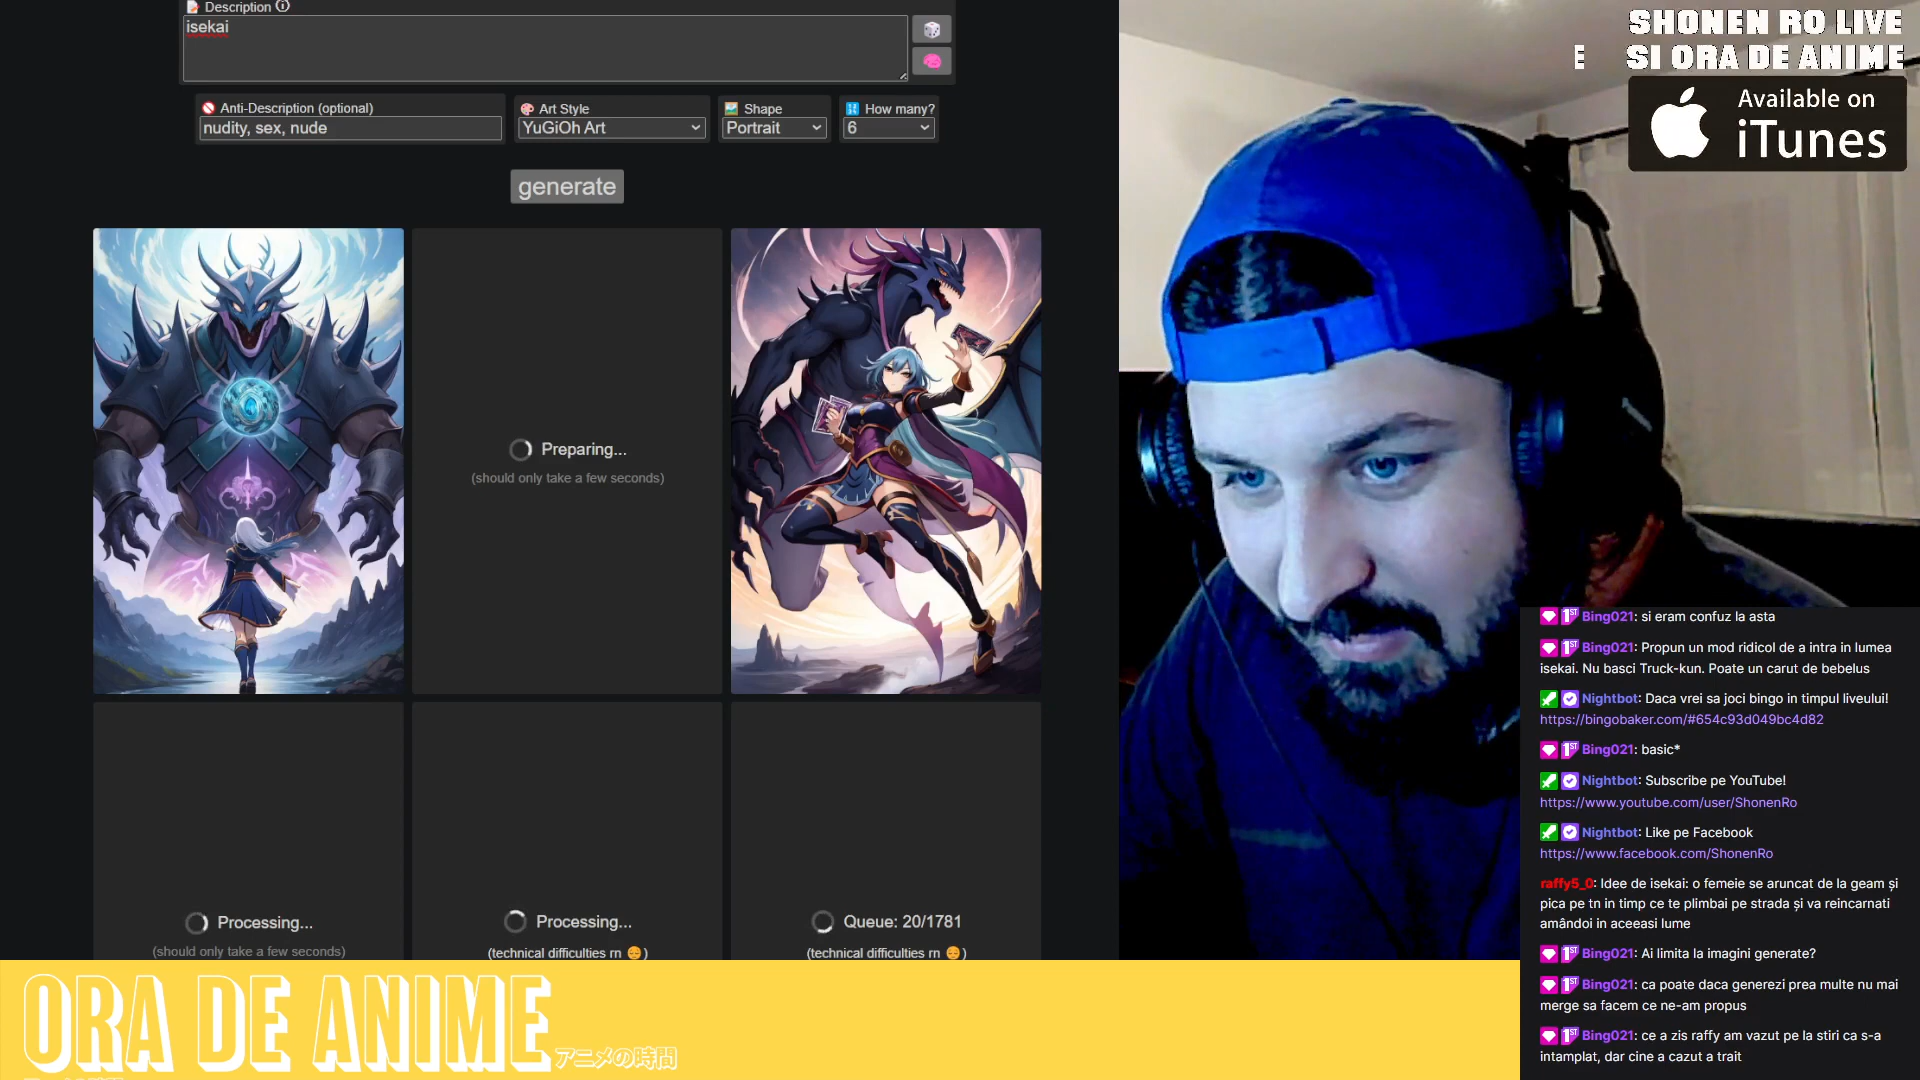 Description
isekai
Anti-Description (optional)
nudity, sex, nude
Art Style
YuGiOh Art
Shape
Portrait
How many?
6
generate
Preparing...
(should only take a few seconds)
Processing...
(should only take a few seconds)
Processing...
(technical difficulties rn 😔)
Queue: 20/1781
(technical difficulties rn 😔)
ORA DE ANIME
アニメの時間
SHONEN RO LIVE
E SI ORA DE ANIME
Available on
iTunes
Bing021: si eram confuz la asta
Bing021: Propun un mod ridicol de a intra in lumea
isekai. Nu basci Truck-kun. Poate un carut de bebelus
Nightbot: Daca vrei sa joci bingo in timpul liveului!
https://bingobaker.com/#654c93d049bc4d82
Bing021: basic*
Nightbot: Subscribe pe YouTube!
https://www.youtube.com/user/ShonenRo
Nightbot: Like pe Facebook
https://www.facebook.com/ShonenRo
raffy5_0: Idee de isekai: o femeie se aruncat de la geam și
pica pe tn in timp ce te plimbai pe strada și va reincarnati
amândoi in aceeasi lume
Bing021: Ai limita la imagini generate?
Bing021: ca poate daca generezi prea multe nu mai
merge sa facem ce ne-am propus
Bing021: ce a zis raffy am vazut pe la stiri ca s-a
intamplat, dar cine a cazut a trait